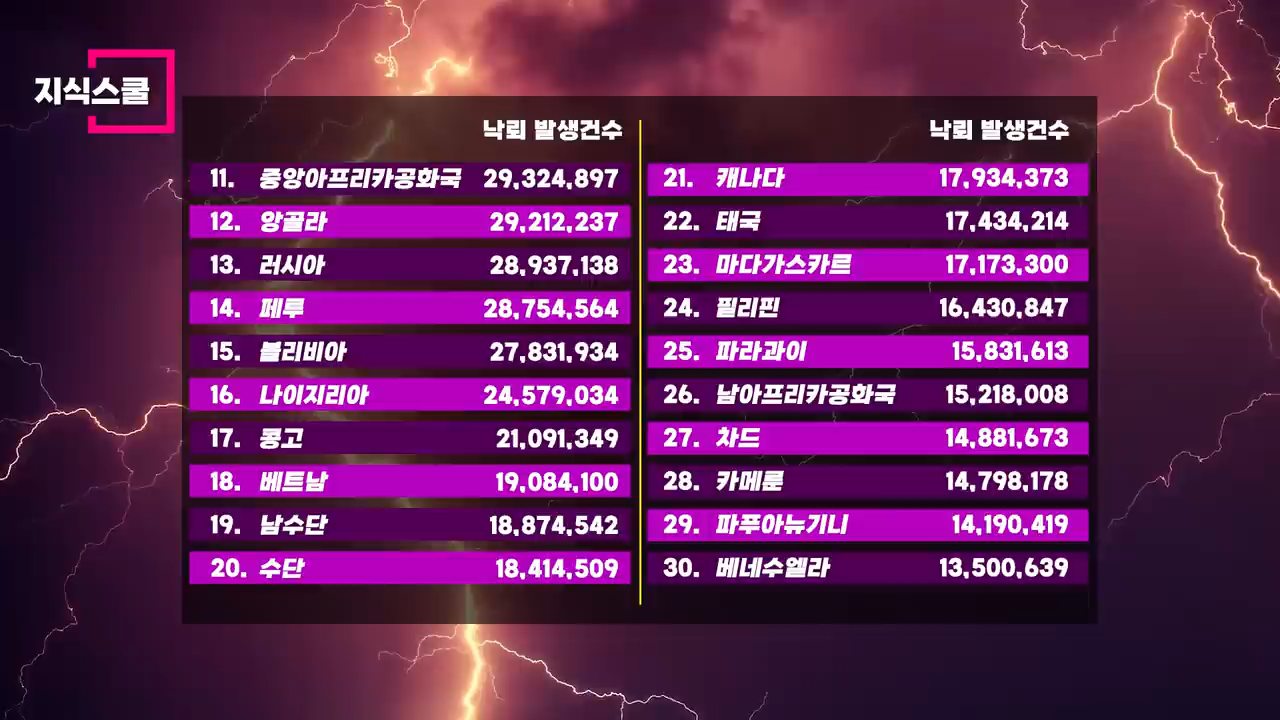 지식스쿨
낙뢰 발생건수
11. 중앙아프리카공화국 29,324,897
12. 앙골라 29,212,237
13. 러시아 28,937,138
14. 페루 28,754,564
15. 볼리비아 27,831,934
16. 나이지리아 24,579,034
17. 콩고 21,091,349
18. 베트남 19,084,100
19. 남수단 18,874,542
20. 수단 18,414,509
낙뢰 발생건수
21. 캐나다 17,934,373
22. 태국 17,434,214
23. 마다가스카르 17,173,300
24. 필리핀 16,430,847
25. 파라과이 15,831,613
26. 남아프리카공화국 15,218,008
27. 차드 14,881,673
28. 카메룬 14,798,178
29. 파푸아뉴기니 14,190,419
30. 베네수엘라 13,500,639